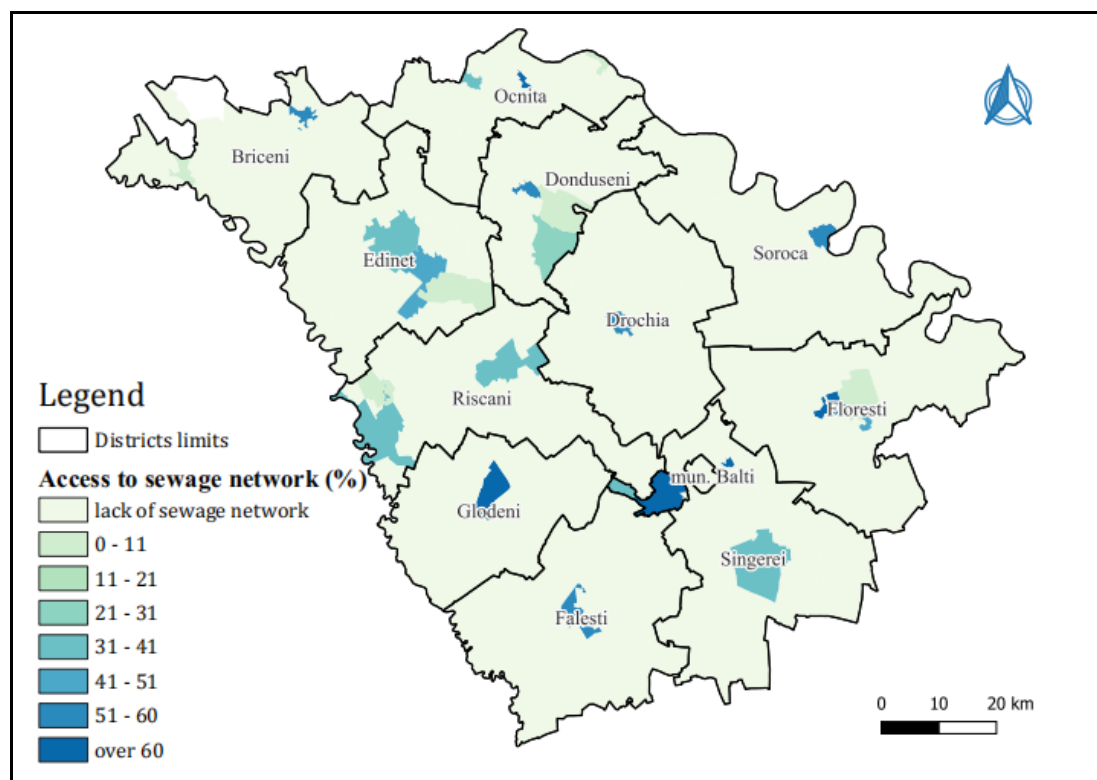 Ocnita
Briceni
Donduseni
Edinet
Soroca
Drochia
Riscani
Floresti
mun. Balti
Glodeni
Singerei
Falesti
Legend
Districts limits
Access to sewage network (%)
lack of sewage network
0 - 11
11 - 21
21 - 31
31 - 41
41 - 51
51 - 60
over 60
0 10 20 km